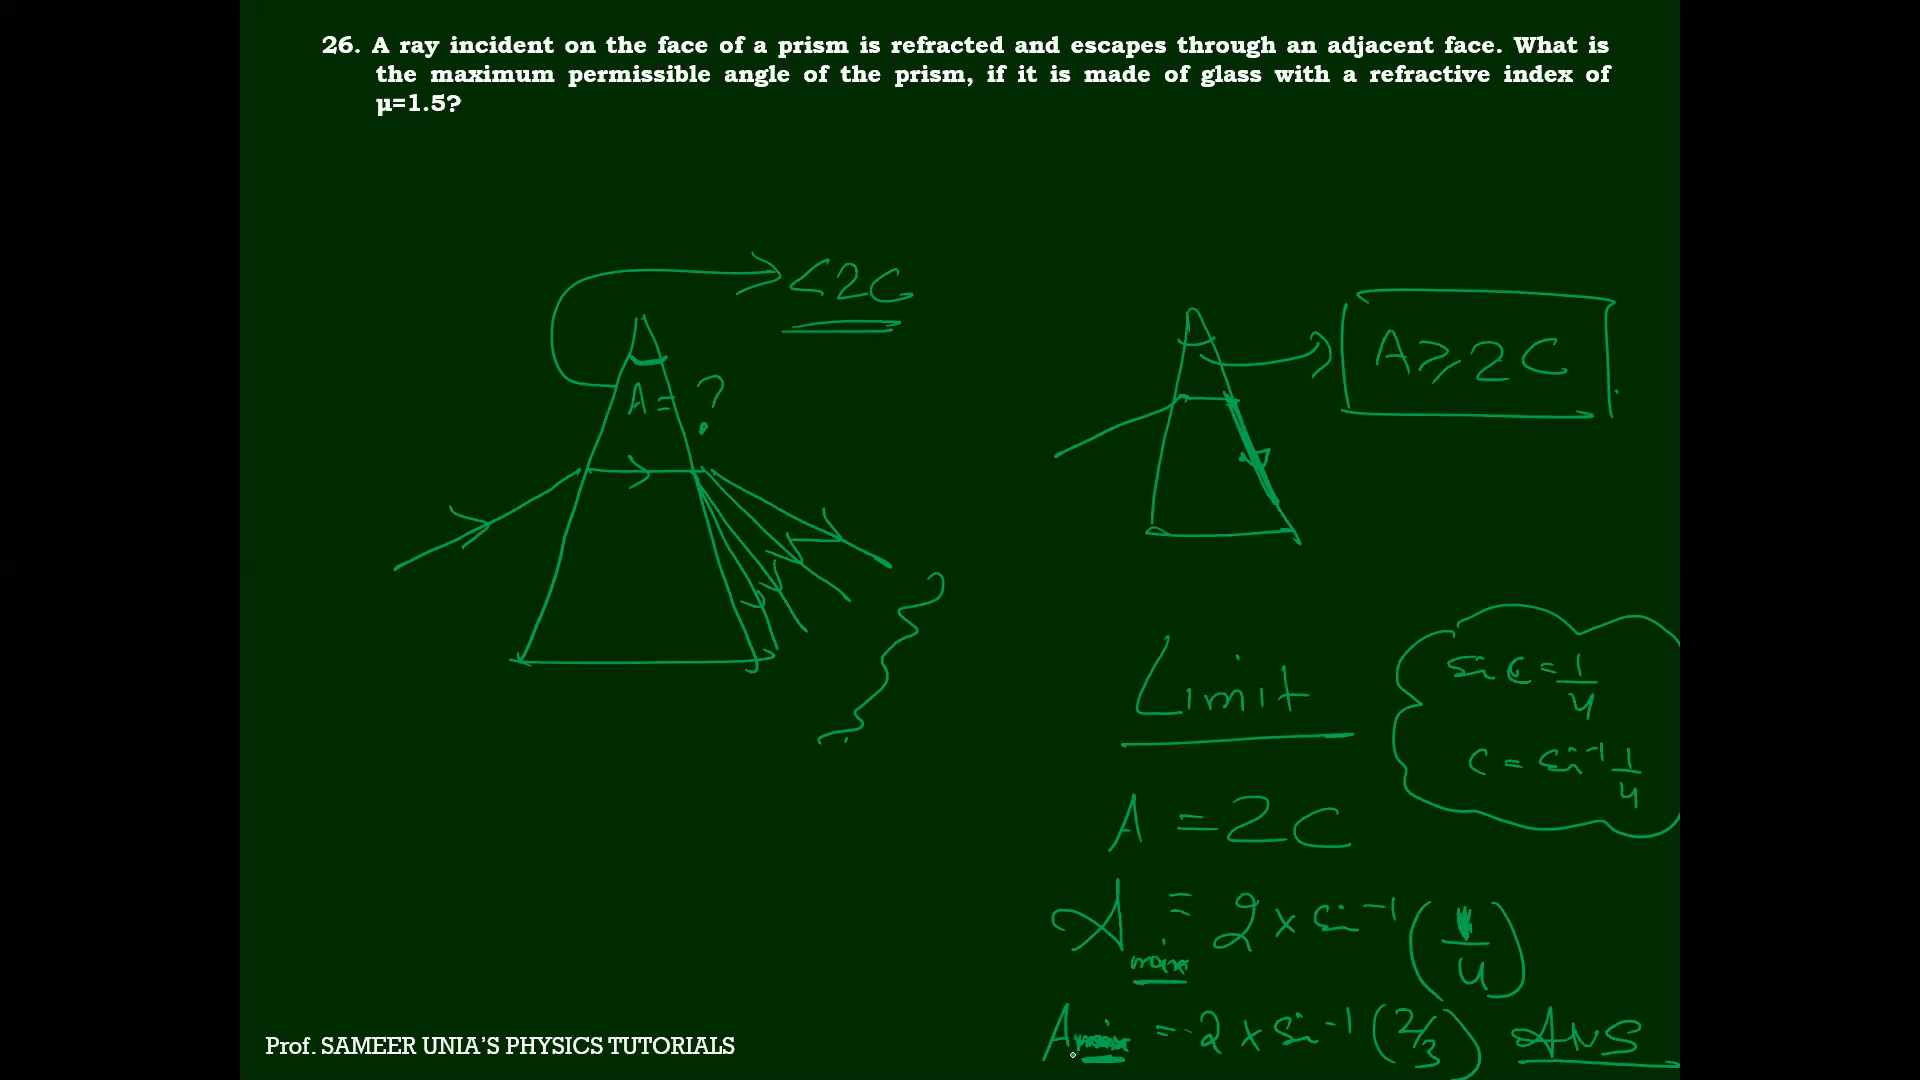 26. A ray incident on the face of a prism is refracted and escapes through an adjacent face. What is
the maximum permissible angle of the prism, if it is made of glass with a refractive index of
μ=1.5?
<2C
A = ?
A ⩾ 2C
Limit
sin C = 1/μ
C = sin⁻¹ 1/μ
A = 2C
A max = 2 × sin⁻¹ (1/μ)
A = 2 × sin⁻¹ (2/3) ANS
Prof. SAMEER UNIA’S PHYSICS TUTORIALS